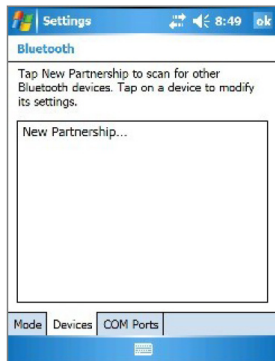 Settings 8:49 ok
Bluetooth
Tap New Partnership to scan for other
Bluetooth devices. Tap on a device to modify
its settings.
New Partnership...
Mode Devices COM Ports